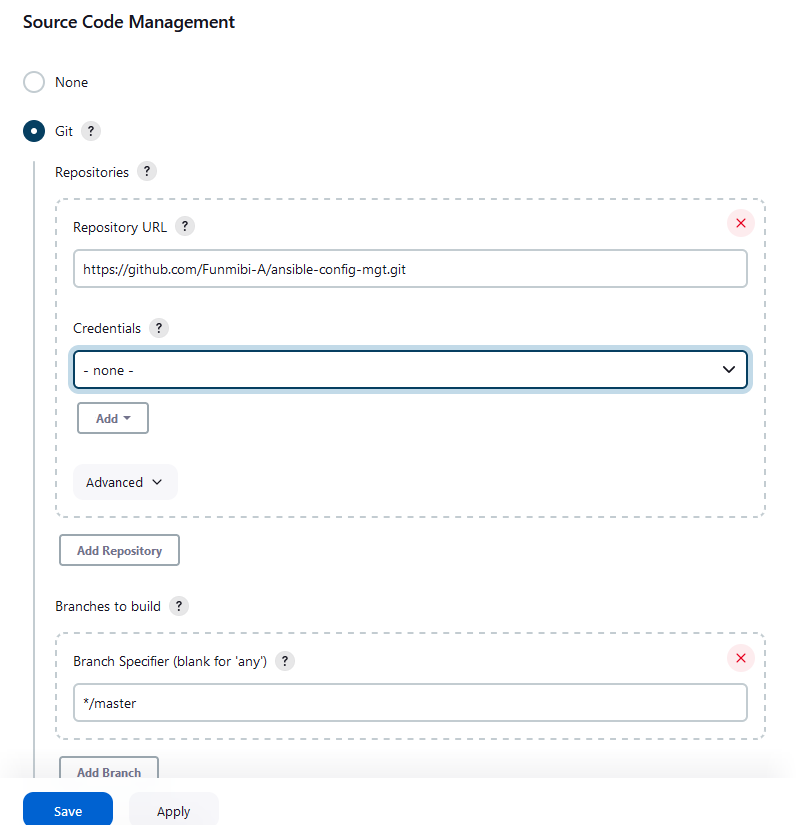 Source Code Management
None
Git ?
Repositories ?
Repository URL ?
https://github.com/Funmibi-A/ansible-config-mgt.git
Credentials ?
- none -
Add
Advanced
Add Repository
Branches to build ?
Branch Specifier (blank for 'any') ?
*/master
Add Branch
Save Apply